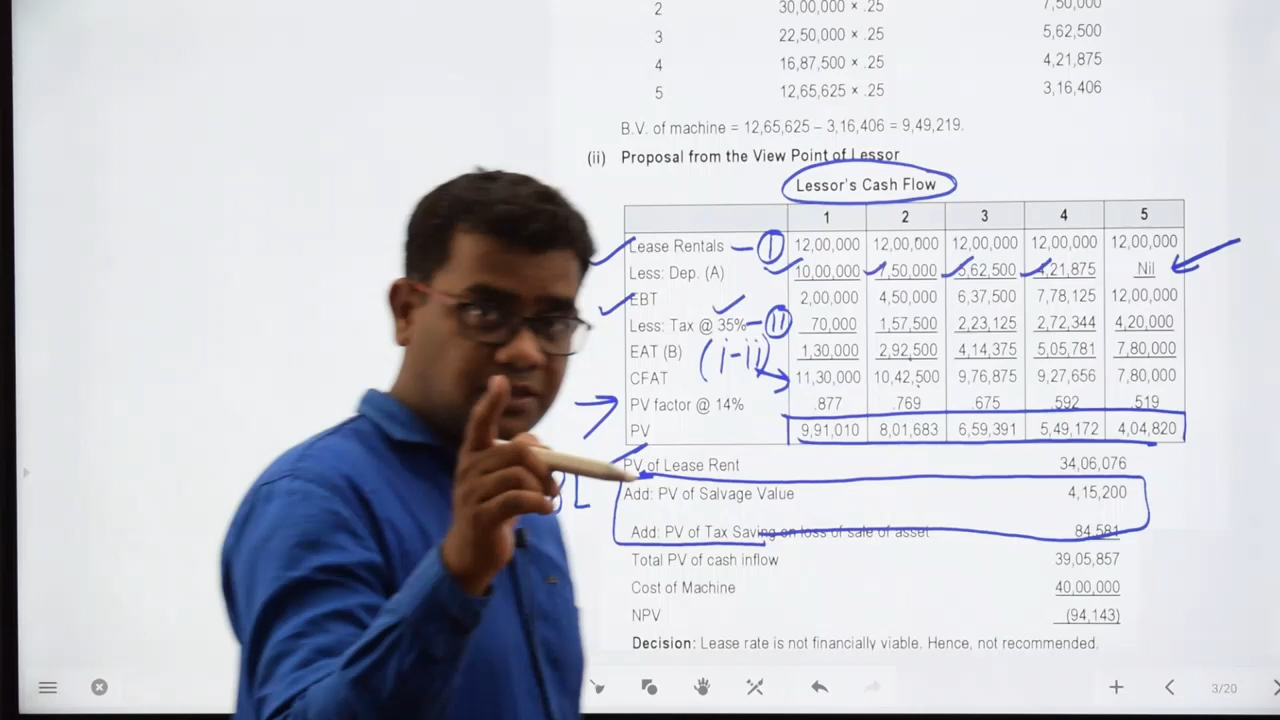 2 30,00,000 × .25 7,50,000
3 22,50,000 × .25 5,62,500
4 16,87,500 × .25 4,21,875
5 12,65,625 × .25 3,16,406
B.V. of machine = 12,65,625 – 3,16,406 = 9,49,219.
(ii) Proposal from the View Point of Lessor
Lessor's Cash Flow
1 2 3 4 5
Lease Rentals — I 12,00,000 12,00,000 12,00,000 12,00,000 12,00,000
Less: Dep. (A) 10,00,000 7,50,000 5,62,500 4,21,875 Nil
EBT 2,00,000 4,50,000 6,37,500 7,78,125 12,00,000
Less: Tax @ 35% — II 70,000 1,57,500 2,23,125 2,72,344 4,20,000
EAT (B) (i-ii) 1,30,000 2,92,500 4,14,375 5,05,781 7,80,000
CFAT 11,30,000 10,42,500 9,76,875 9,27,656 7,80,000
PV factor @ 14% .877 .769 .675 .592 .519
PV 9,91,010 8,01,683 6,59,391 5,49,172 4,04,820
PV of Lease Rent 34,06,076
Add: PV of Salvage Value 4,15,200
Add: PV of Tax Saving on loss of sale of asset 84,581
Total PV of cash inflow 39,05,857
Cost of Machine 40,00,000
NPV (94,143)
Decision: Lease rate is not financially viable. Hence, not recommended.
3/20